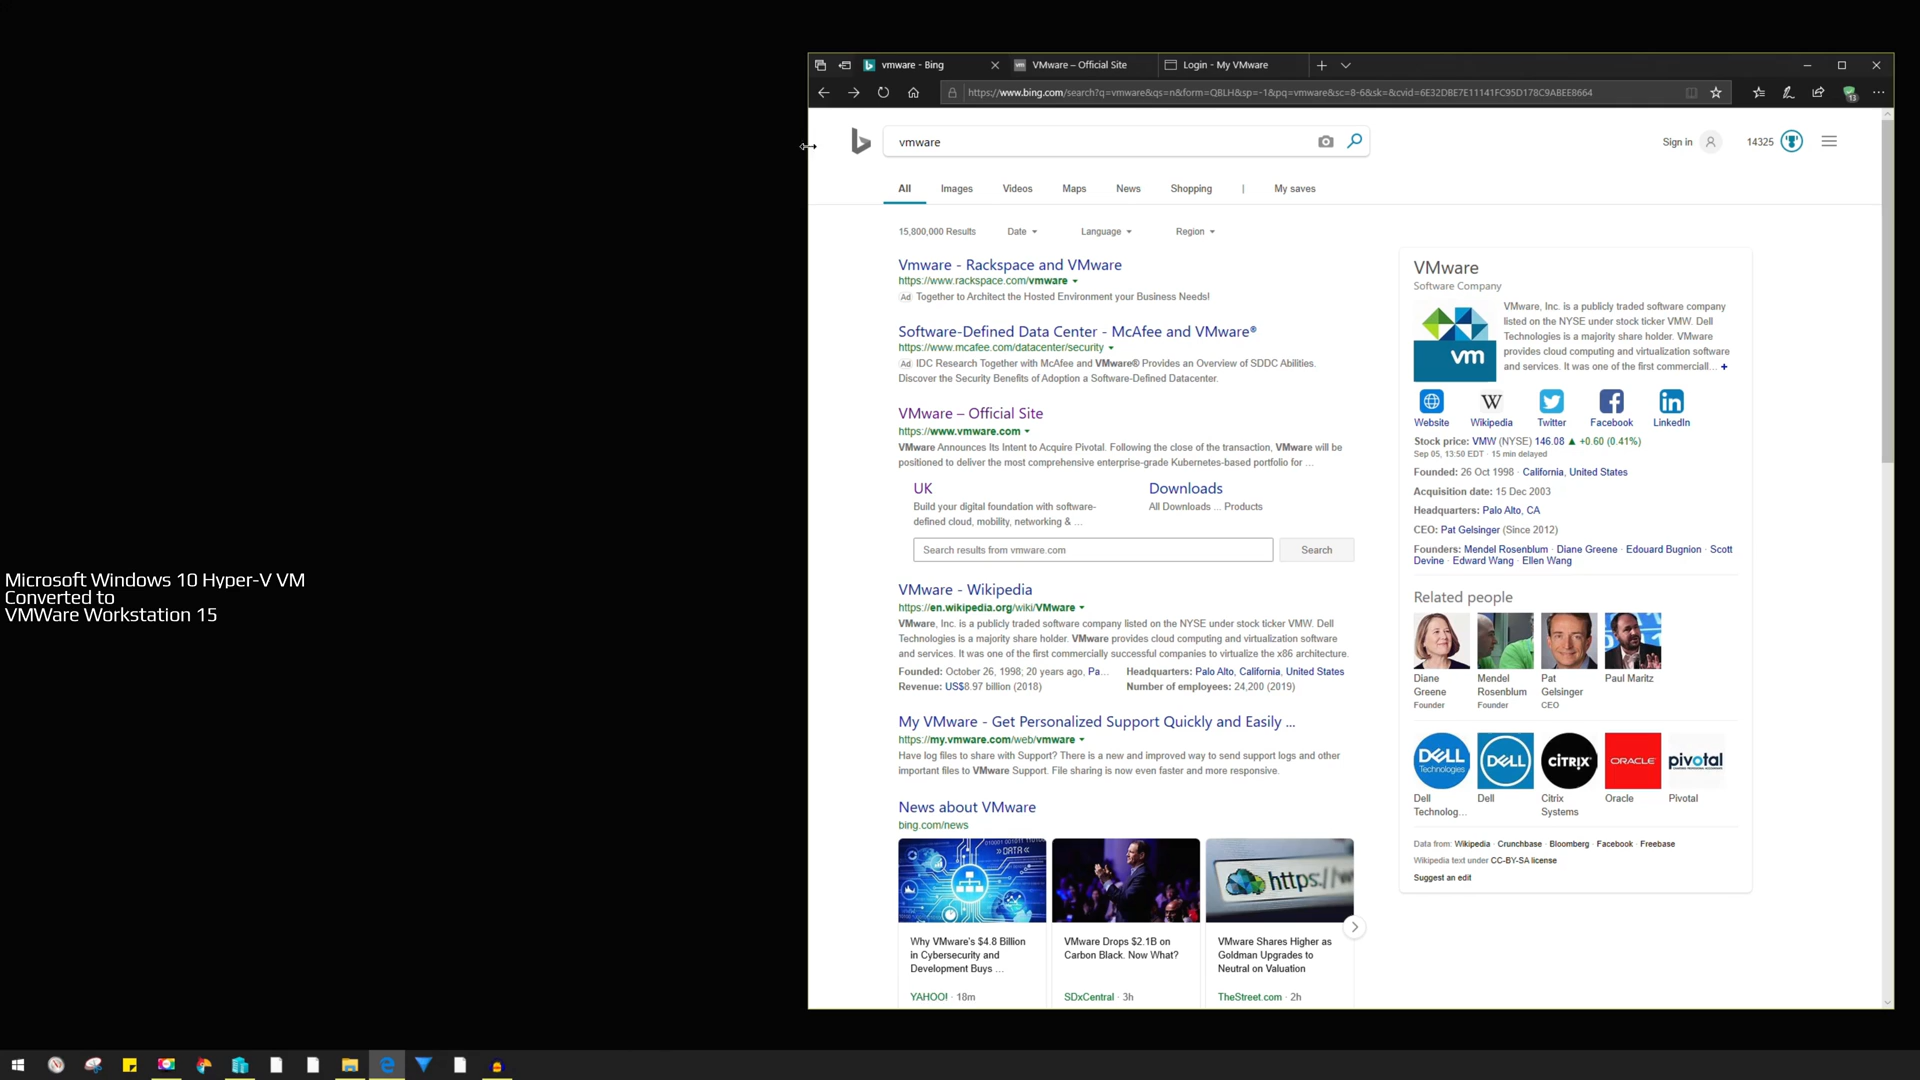 vmware - Bing
VMware – Official Site
Login - My VMware
https://www.bing.com/search?q=vmware&qs=n&form=QBLH&sp=-1&pq=vmware&sc=8-6&sk=&cvid=6E32DBE7E11141FC95D178C9ABEE8664
13
vmware
Sign in
14325
All Images Videos Maps News Shopping | My saves
15,800,000 Results Date Language Region
Vmware - Rackspace and VMware
https://www.rackspace.com/vmware
Ad Together to Architect the Hosted Environment your Business Needs!
Software-Defined Data Center - McAfee and VMware®
https://www.mcafee.com/datacenter/security
Ad IDC Research Together with McAfee and VMware® Provides an Overview of SDDC Abilities.
Discover the Security Benefits of Adoption a Software-Defined Datacenter.
VMware – Official Site
https://www.vmware.com
VMware Announces Its Intent to Acquire Pivotal. Following the close of the transaction, VMware will be
positioned to deliver the most comprehensive enterprise-grade Kubernetes-based portfolio for ...
UK
Build your digital foundation with software-
defined cloud, mobility, networking & ...
Downloads
All Downloads ... Products
Search results from vmware.com
Search
VMware - Wikipedia
https://en.wikipedia.org/wiki/VMware
VMware, Inc. is a publicly traded software company listed on the NYSE under stock ticker VMW. Dell
Technologies is a majority share holder. VMware provides cloud computing and virtualization software
and services. It was one of the first commercially successful companies to virtualize the x86 architecture.
Founded: October 26, 1998; 20 years ago, Pa...
Headquarters: Palo Alto, California, United States
Revenue: US$8.97 billion (2018)
Number of employees: 24,200 (2019)
My VMware - Get Personalized Support Quickly and Easily ...
https://my.vmware.com/web/vmware
Have log files to share with Support? There is a new and improved way to send support logs and other
important files to VMware Support. File sharing is now even faster and more responsive.
News about VMware
bing.com/news
DATA
https://w
Why VMware's $4.8 Billion
in Cybersecurity and
Development Buys ...
YAHOO! · 18m
VMware Drops $2.1B on
Carbon Black. Now What?
SDxCentral · 3h
VMware Shares Higher as
Goldman Upgrades to
Neutral on Valuation
TheStreet.com · 2h
VMware
Software Company
vm
VMware, Inc. is a publicly traded software company
listed on the NYSE under stock ticker VMW. Dell
Technologies is a majority share holder. VMware
provides cloud computing and virtualization software
and services. It was one of the first commerciall... +
W
Website Wikipedia Twitter Facebook LinkedIn
Stock price: VMW (NYSE) 146.08 ▲ +0.60 (0.41%)
Sep 05, 13:50 EDT · 15 min delayed
Founded: 26 Oct 1998 · California, United States
Acquisition date: 15 Dec 2003
Headquarters: Palo Alto, CA
CEO: Pat Gelsinger (Since 2012)
Founders: Mendel Rosenblum · Diane Greene · Edouard Bugnion · Scott
Devine · Edward Wang · Ellen Wang
Related people
Diane
Greene
Founder
Mendel
Rosenblum
Founder
Pat
Gelsinger
CEO
Paul Maritz
DELL
Technologies
DELL
CITRIX
ORACLE
pivotal
Dell
Technolog...
Dell
Citrix
Systems
Oracle
Pivotal
Data from: Wikipedia · Crunchbase · Bloomberg · Facebook · Freebase
Wikipedia text under CC-BY-SA license
Suggest an edit
Microsoft Windows 10 Hyper-V VM
Converted to
VMWare Workstation 15